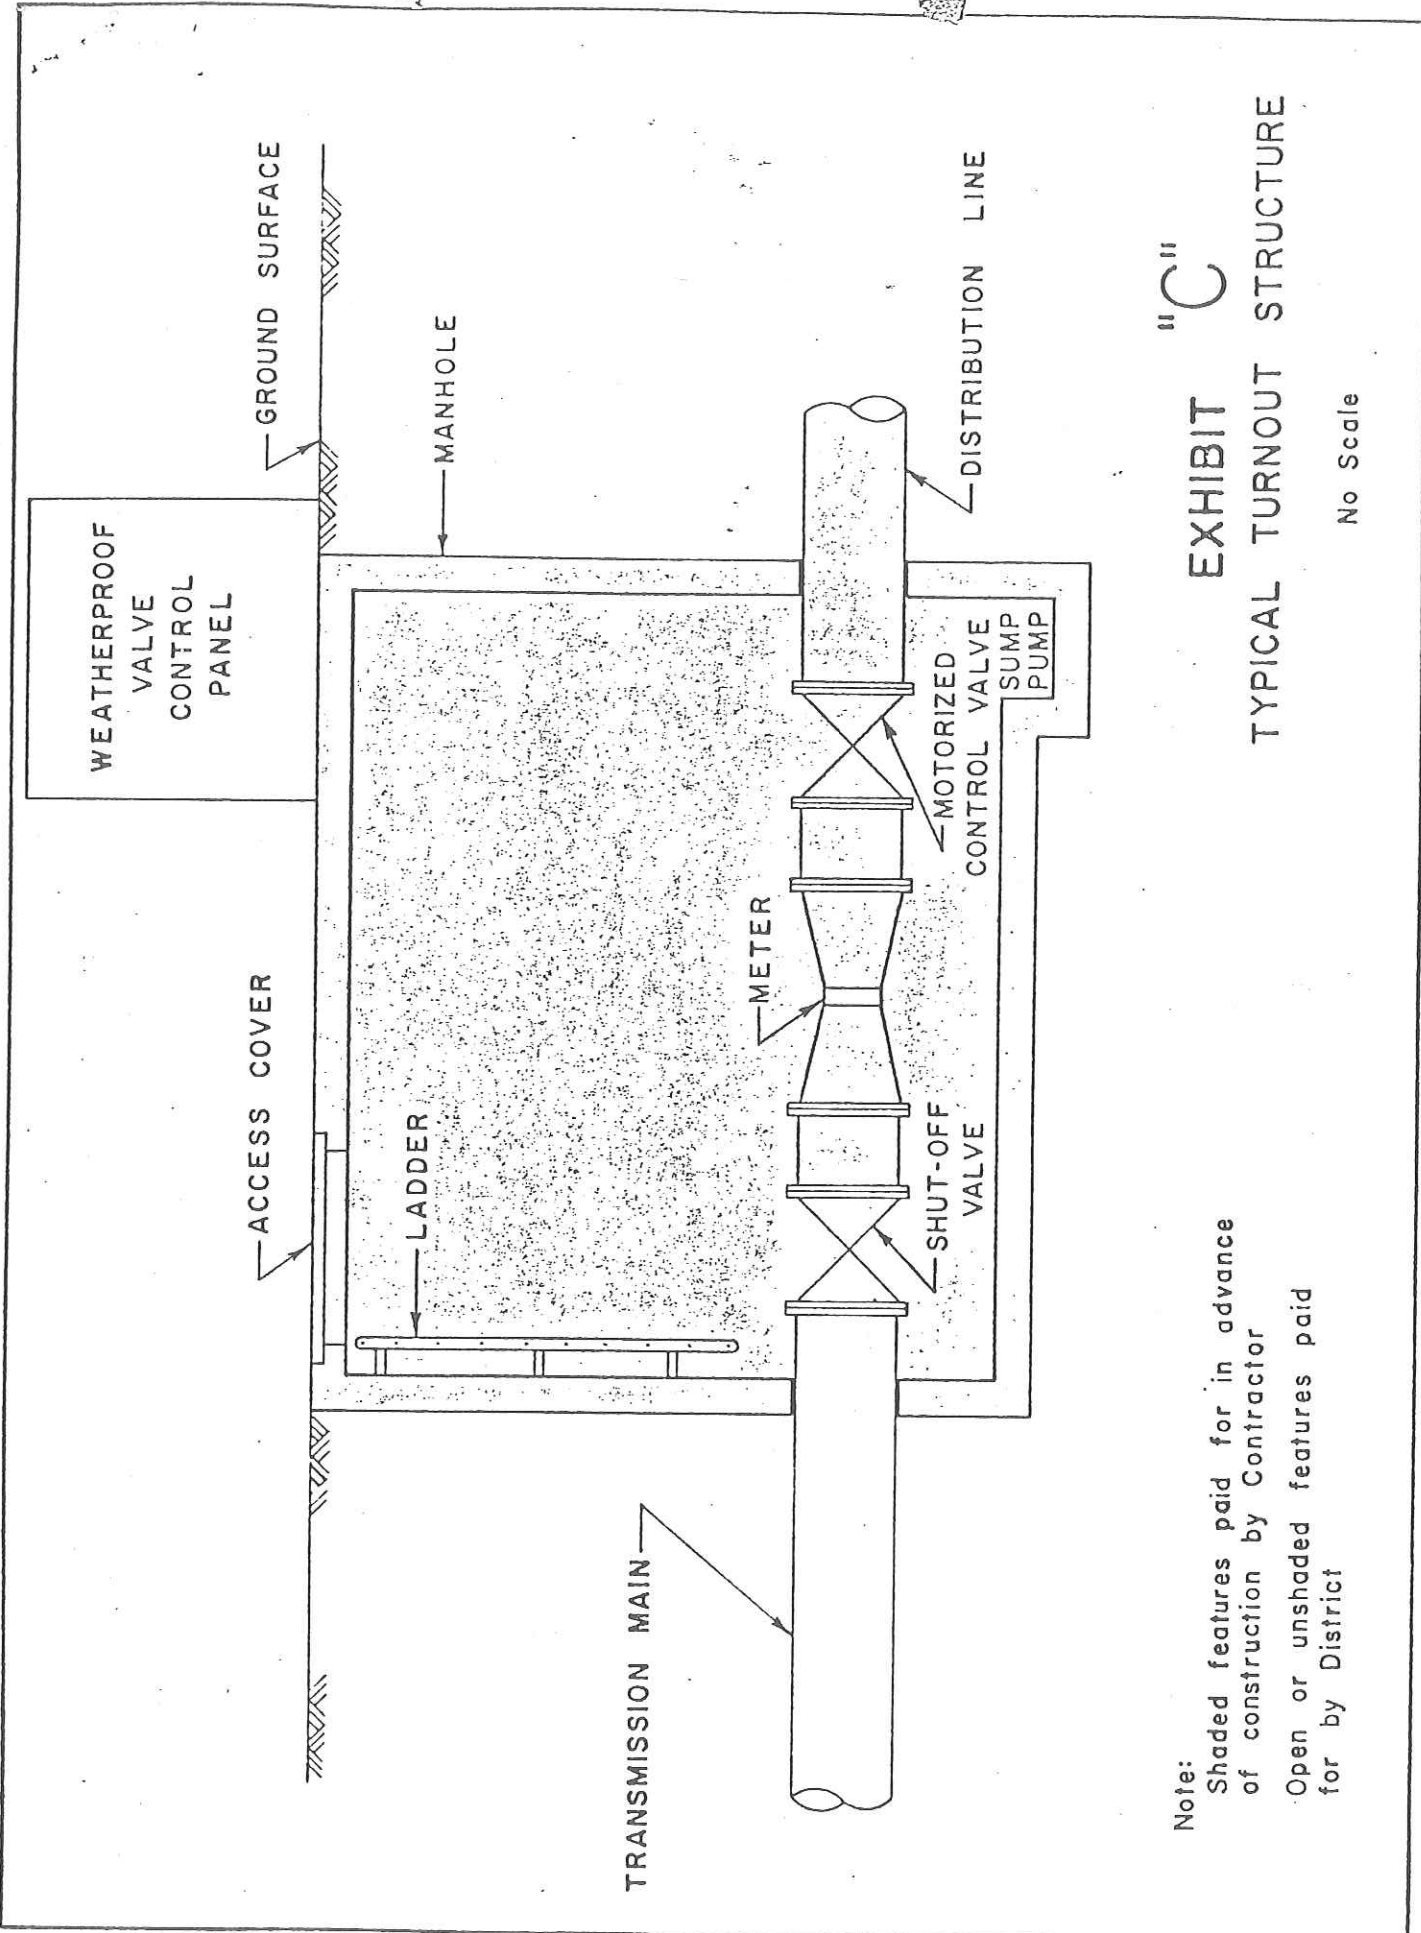 WEATHERPROOF
VALVE
CONTROL
PANEL
GROUND SURFACE
ACCESS COVER
MANHOLE
LADDER
TRANSMISSION MAIN
METER
SHUT-OFF
VALVE
MOTORIZED
CONTROL VALVE
SUMP
PUMP
DISTRIBUTION LINE
Note:
Shaded features paid for in advance
of construction by Contractor
Open or unshaded features paid
for by District
EXHIBIT "C"
TYPICAL TURNOUT STRUCTURE
No Scale